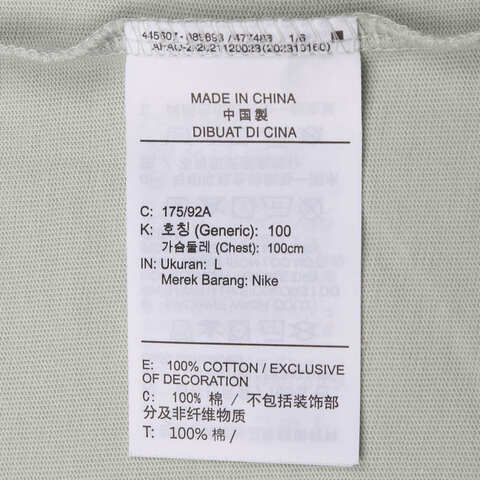 1/6
MADE IN CHINA
中国製
DIBUAT DI CINA
C: 175/92A
K: 호칭 (Generic): 100
가슴둘레 (Chest): 100cm
IN: Ukuran: L
Merek Barang: Nike
E: 100% COTTON / EXCLUSIVE
OF DECORATION
C: 100% 棉 / 不包括装饰部
分及非纤维物质
T: 100% 棉 /